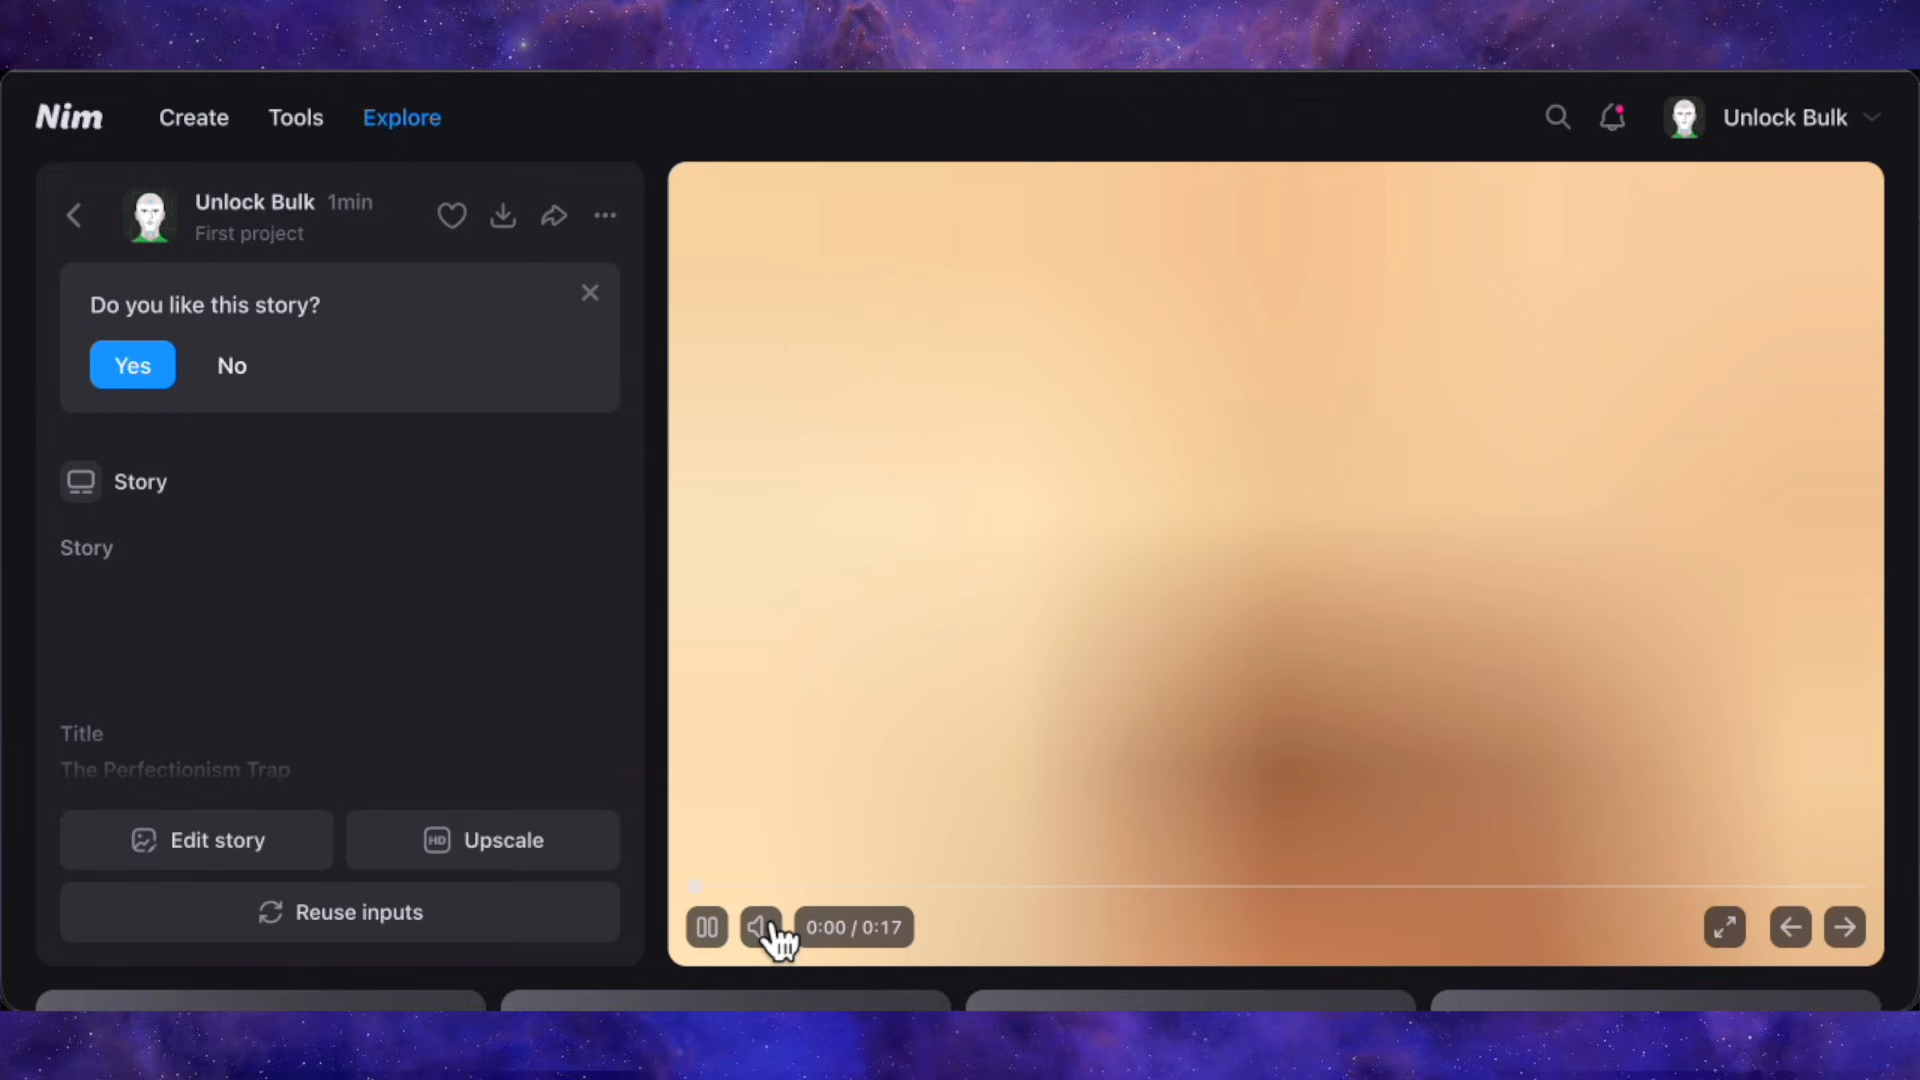 Nim
Create
Tools
Explore
Unlock Bulk
Unlock Bulk 1min
First project
Do you like this story?
Yes
No
Story
Story
Title
The Perfectionism Trap
Edit story
HD Upscale
Reuse inputs
0:00 / 0:17